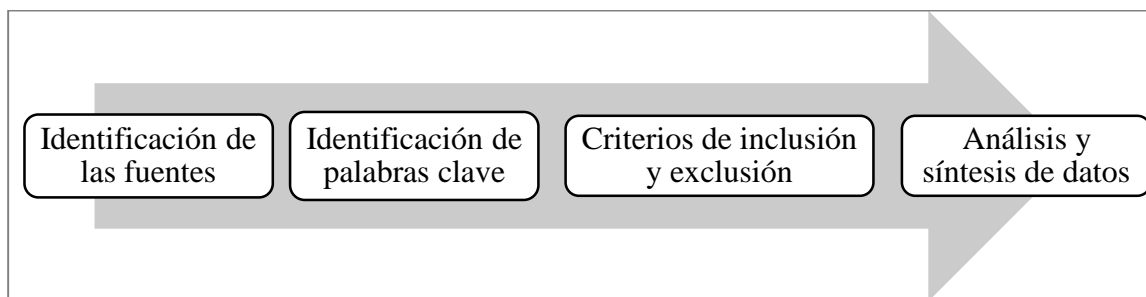 Identificación de
las fuentes
Identificación de
palabras clave
Criterios de inclusión
y exclusión
Análisis y
síntesis de datos